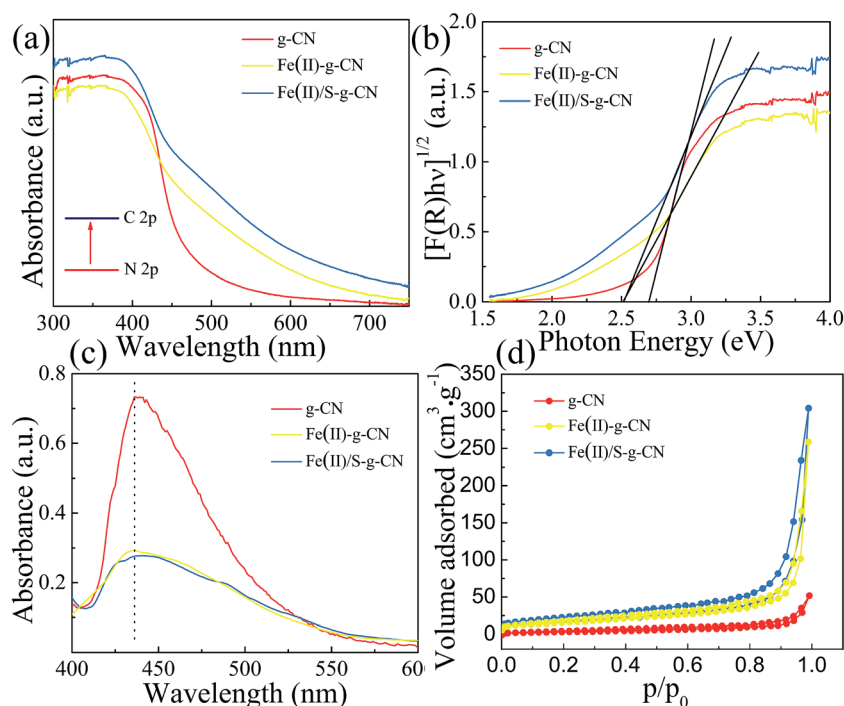 (a)
g-CN
Fe(II)-g-CN
Fe(II)/S-g-CN
C 2p
N 2p
Absorbance (a.u.)
300 400 500 600 700
Wavelength (nm)
(b)
g-CN
Fe(II)-g-CN
Fe(II)/S-g-CN
[F(R)hν]^1/2 (a.u.)
2.0
1.5
1.0
0.5
0.0
1.5 2.0 2.5 3.0 3.5 4.0
Photon Energy (eV)
(c)
g-CN
Fe(II)-g-CN
Fe(II)/S-g-CN
Absorbance (a.u.)
0.8
0.6
0.4
0.2
400 450 500 550 600
Wavelength (nm)
(d)
g-CN
Fe(II)-g-CN
Fe(II)/S-g-CN
Volume adsorbed (cm³·g⁻¹)
350
300
250
200
150
100
50
0
0.0 0.2 0.4 0.6 0.8 1.0
p/p₀